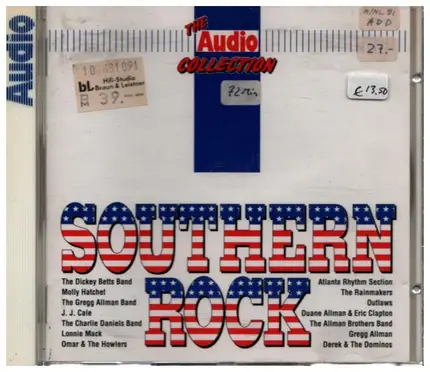 Audio
THE
Audio
COLLECTION
ADD
27.-
10 631091
bL
Hifi-Studio
Braun & Leistner
DM 39.
72 Min
€ 13.50
SOUTHERN
ROCK
The Dickey Betts Band
Molly Hatchet
The Gregg Allman Band
J. J. Cale
The Charlie Daniels Band
Lonnie Mack
Omar & The Howlers
Atlanta Rhythm Section
The Rainmakers
Outlaws
Duane Allman & Eric Clapton
The Allman Brothers Band
Gregg Allman
Derek & The Dominos